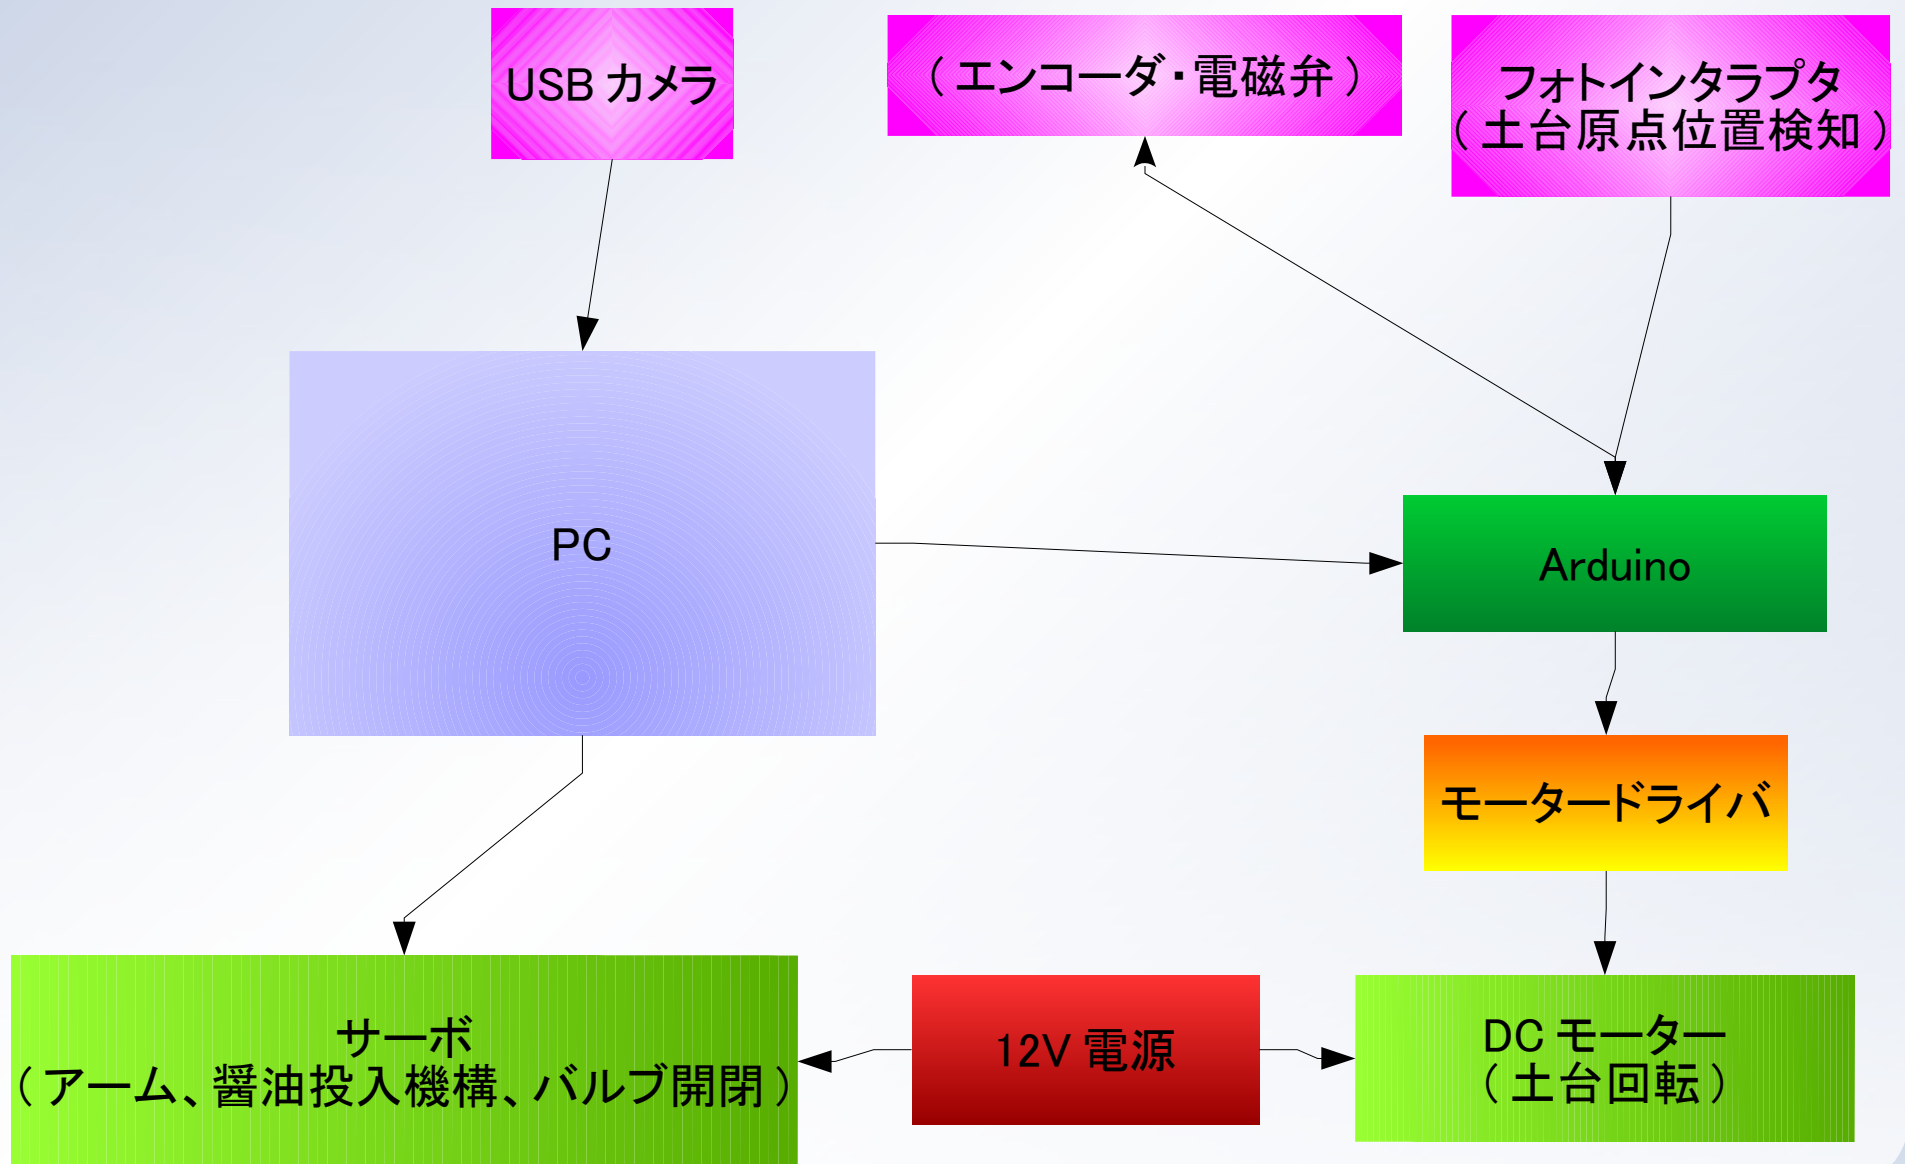 USB カメラ
（エンコーダ・電磁弁）
フォトインタラプタ
（土台原点位置検知）
PC
Arduino
モータードライバ
サーボ
（アーム、醤油投入機構、バルブ開閉）
12V 電源
DC モーター
（土台回転）